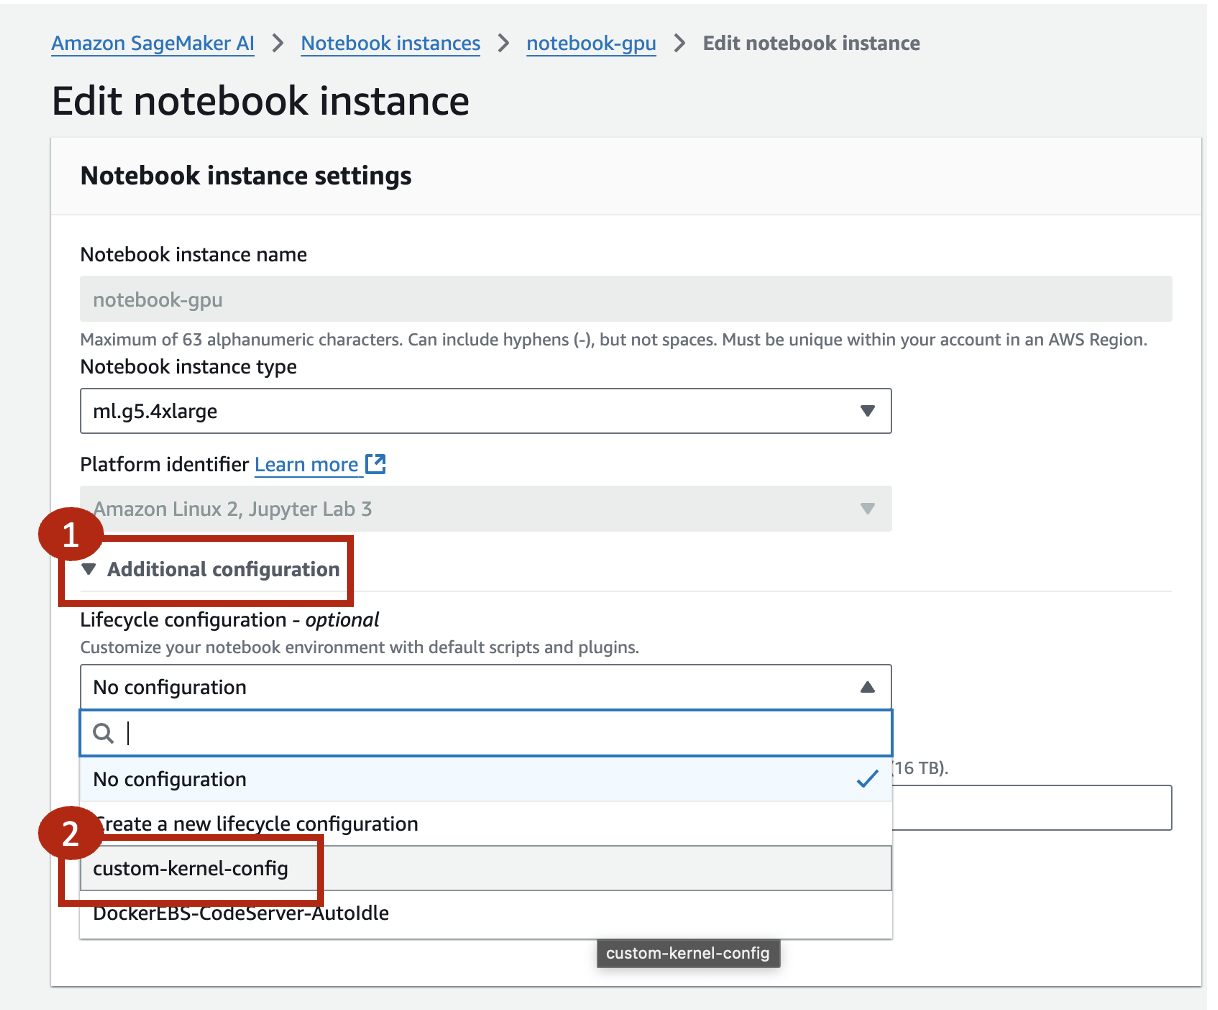 Amazon SageMaker AI > Notebook instances > notebook-gpu > Edit notebook instance
Edit notebook instance
Notebook instance settings
Notebook instance name
notebook-gpu
Maximum of 63 alphanumeric characters. Can include hyphens (-), but not spaces. Must be unique within your account in an AWS Region.
Notebook instance type
ml.g5.4xlarge
Platform identifier Learn more
Amazon Linux 2, Jupyter Lab 3
1
Additional configuration
Lifecycle configuration - optional
Customize your notebook environment with default scripts and plugins.
No configuration
No configuration
(16 TB).
Create a new lifecycle configuration
2
custom-kernel-config
DockerEBS-CodeServer-AutoIdle
custom-kernel-config